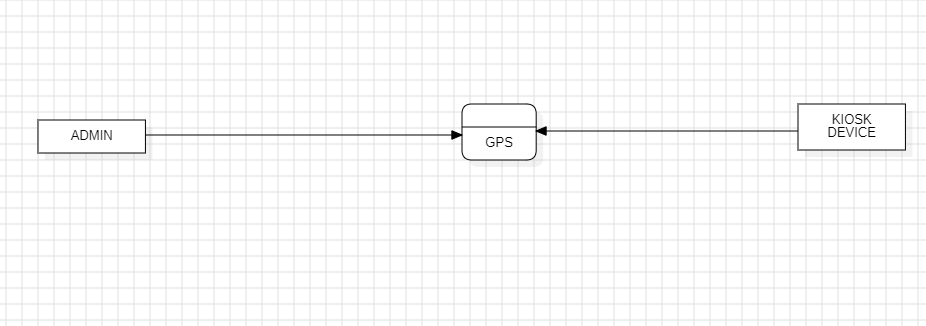 ADMIN
GPS
KIOSK
DEVICE